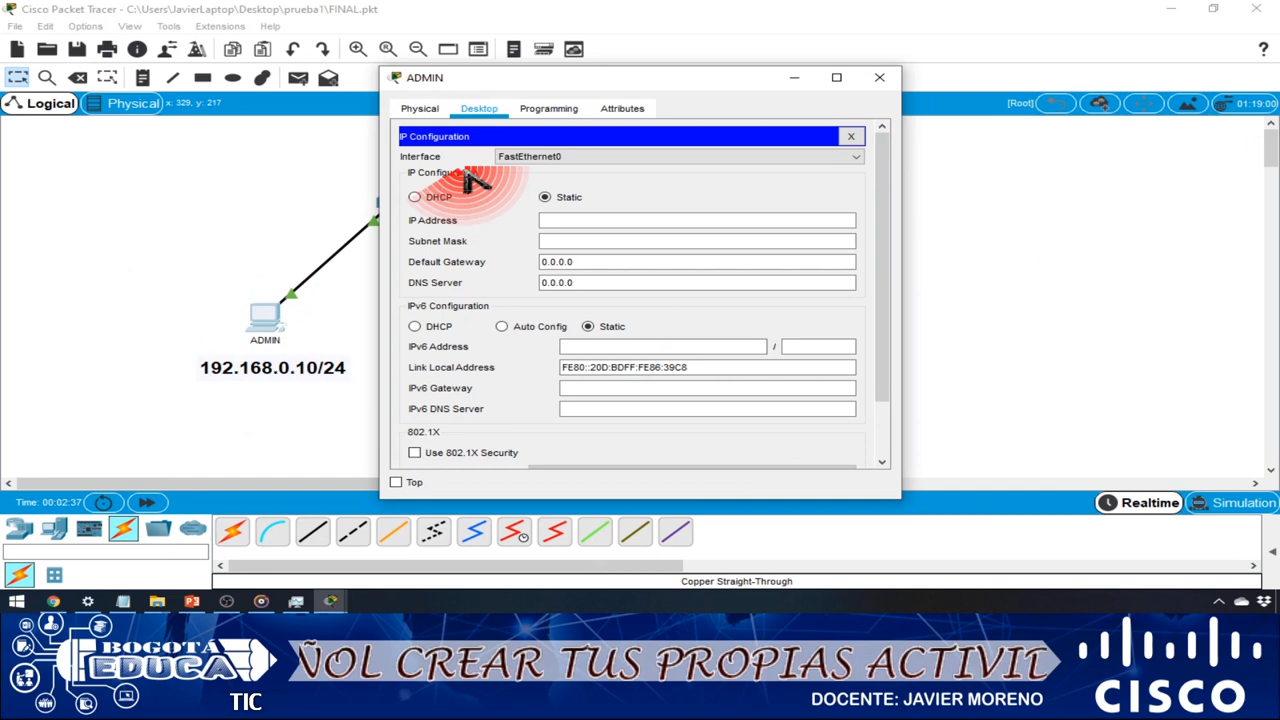 Cisco Packet Tracer - C:\Users\JavierLaptop\Desktop\prueba1\FINAL.pkt
File Edit Options View Tools Extensions Help
Logical Physical x: 329, y: 217 [Root] 01:19:00
ADMIN
Physical Desktop Programming Attributes
IP Configuration X
Interface FastEthernet0
IP Configuration
DHCP Static
IP Address
Subnet Mask
Default Gateway 0.0.0.0
DNS Server 0.0.0.0
IPv6 Configuration
DHCP Auto Config Static
IPv6 Address /
Link Local Address FE80::20D:BDFF:FE86:39C8
IPv6 Gateway
IPv6 DNS Server
802.1X
Use 802.1X Security
Top
ADMIN
192.168.0.10/24
Time: 00:02:37 Realtime Simulation
Copper Straight-Through
BOGOTÁ
EDUCA
TIC
ÑOL CREAR TUS PROPIAS ACTIVIT
DOCENTE: JAVIER MORENO
CISCO